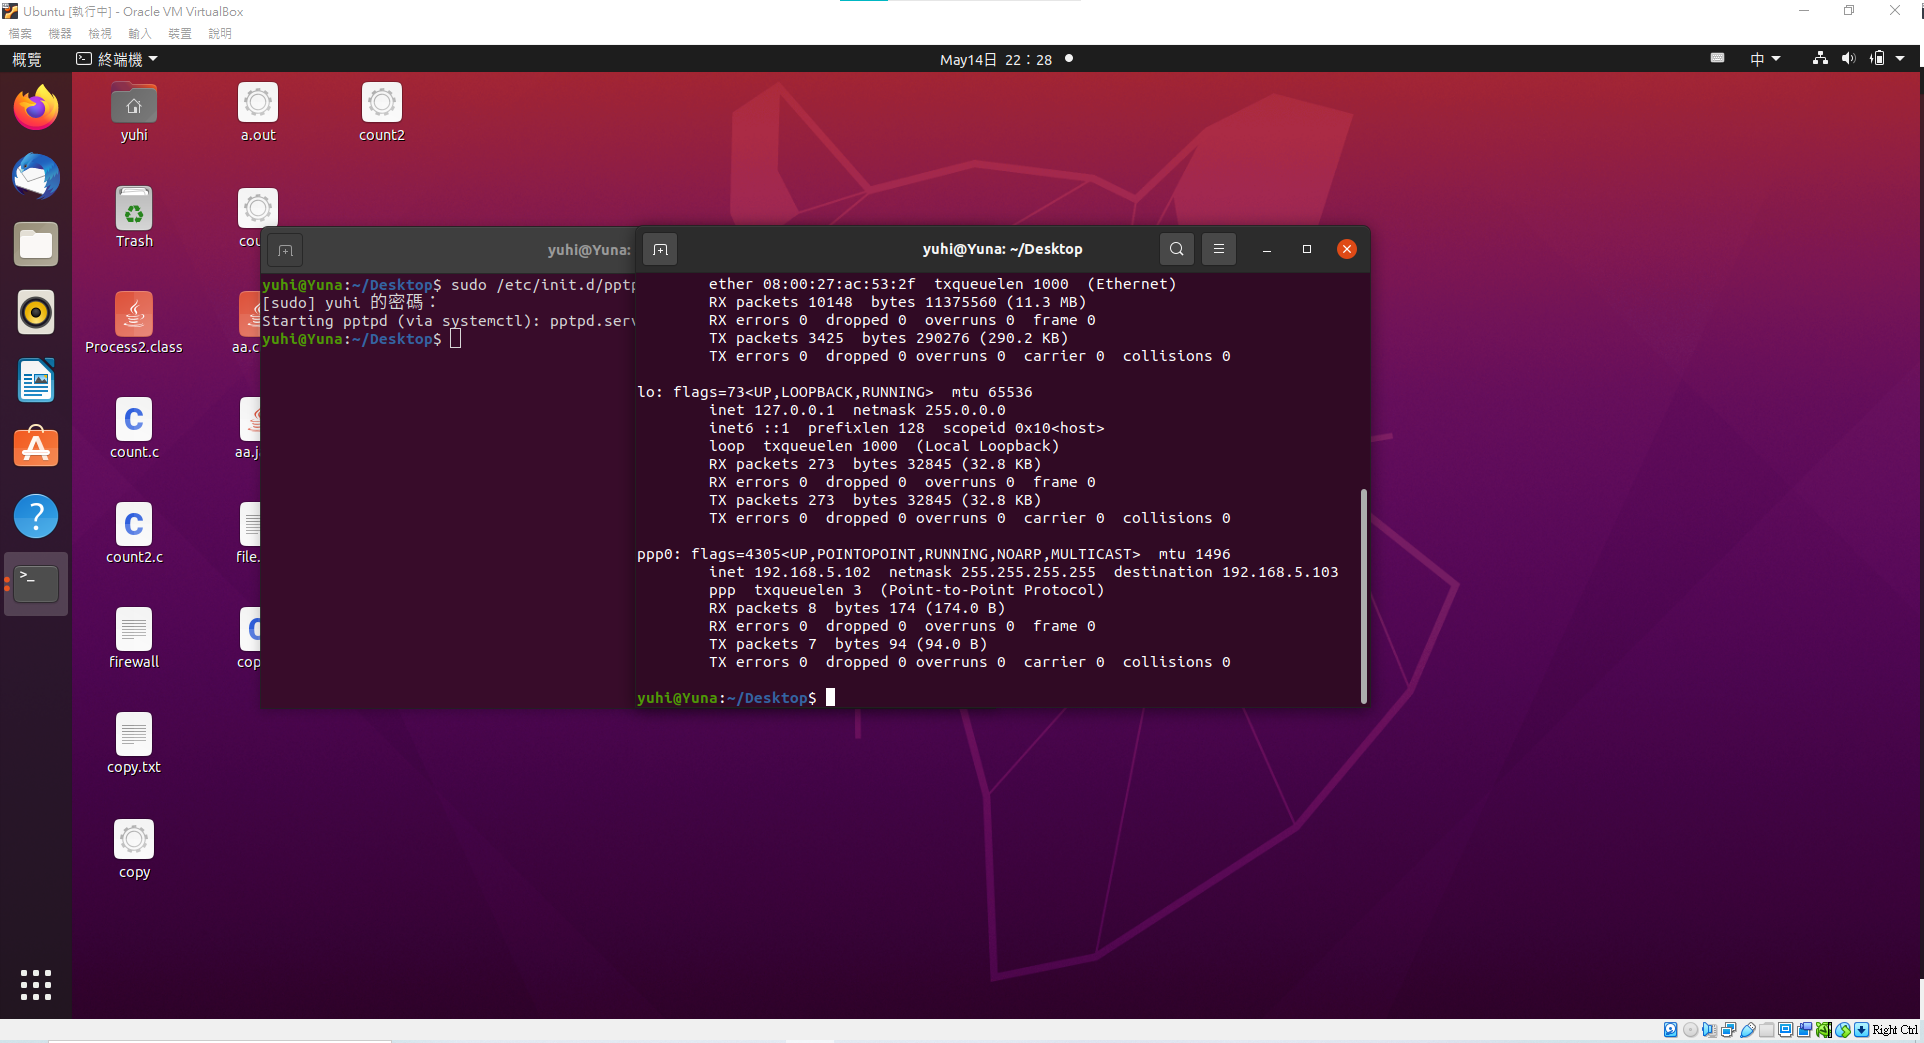 Ubuntu [執行中] - Oracle VM VirtualBox
檔案 機器 檢視 輸入 裝置 說明
概覽 終端機 May14日 22：28 中
yuhi a.out count2
Trash
Process2.class
count.c
count2.c
firewall
copy.txt
copy
yuhi@Yuna:
yuhi@Yuna:~/Desktop$ sudo /etc/init.d/pptp
[sudo] yuhi 的密碼：
Starting pptpd (via systemctl): pptpd.serv
yuhi@Yuna:~/Desktop$
yuhi@Yuna: ~/Desktop
ether 08:00:27:ac:53:2f  txqueuelen 1000  (Ethernet)
RX packets 10148  bytes 11375560 (11.3 MB)
RX errors 0  dropped 0  overruns 0  frame 0
TX packets 3425  bytes 290276 (290.2 KB)
TX errors 0  dropped 0 overruns 0  carrier 0  collisions 0
lo: flags=73<UP,LOOPBACK,RUNNING>  mtu 65536
inet 127.0.0.1  netmask 255.0.0.0
inet6 ::1  prefixlen 128  scopeid 0x10<host>
loop  txqueuelen 1000  (Local Loopback)
RX packets 273  bytes 32845 (32.8 KB)
RX errors 0  dropped 0  overruns 0  frame 0
TX packets 273  bytes 32845 (32.8 KB)
TX errors 0  dropped 0 overruns 0  carrier 0  collisions 0
ppp0: flags=4305<UP,POINTOPOINT,RUNNING,NOARP,MULTICAST>  mtu 1496
inet 192.168.5.102  netmask 255.255.255.255  destination 192.168.5.103
ppp  txqueuelen 3  (Point-to-Point Protocol)
RX packets 8  bytes 174 (174.0 B)
RX errors 0  dropped 0  overruns 0  frame 0
TX packets 7  bytes 94 (94.0 B)
TX errors 0  dropped 0 overruns 0  carrier 0  collisions 0
yuhi@Yuna:~/Desktop$
Right Ctrl